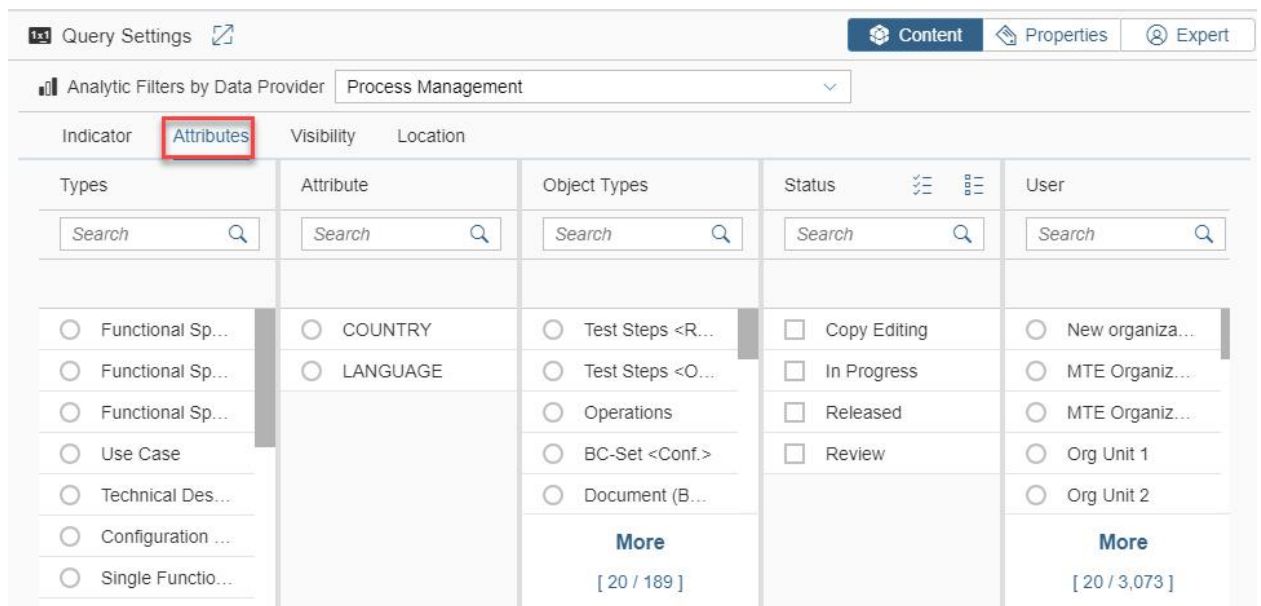 1x1 Query Settings Content Properties Expert
Analytic Filters by Data Provider Process Management
Indicator Attributes Visibility Location
Types Attribute Object Types Status User
Search Search Search Search Search
Functional Sp... COUNTRY Test Steps <R... Copy Editing New organiza...
Functional Sp... LANGUAGE Test Steps <O... In Progress MTE Organiz...
Functional Sp... Operations Released MTE Organiz...
Use Case BC-Set <Conf.> Review Org Unit 1
Technical Des... Document (B... Org Unit 2
Configuration ... More More
Single Functio... [ 20 / 189 ] [ 20 / 3,073 ]